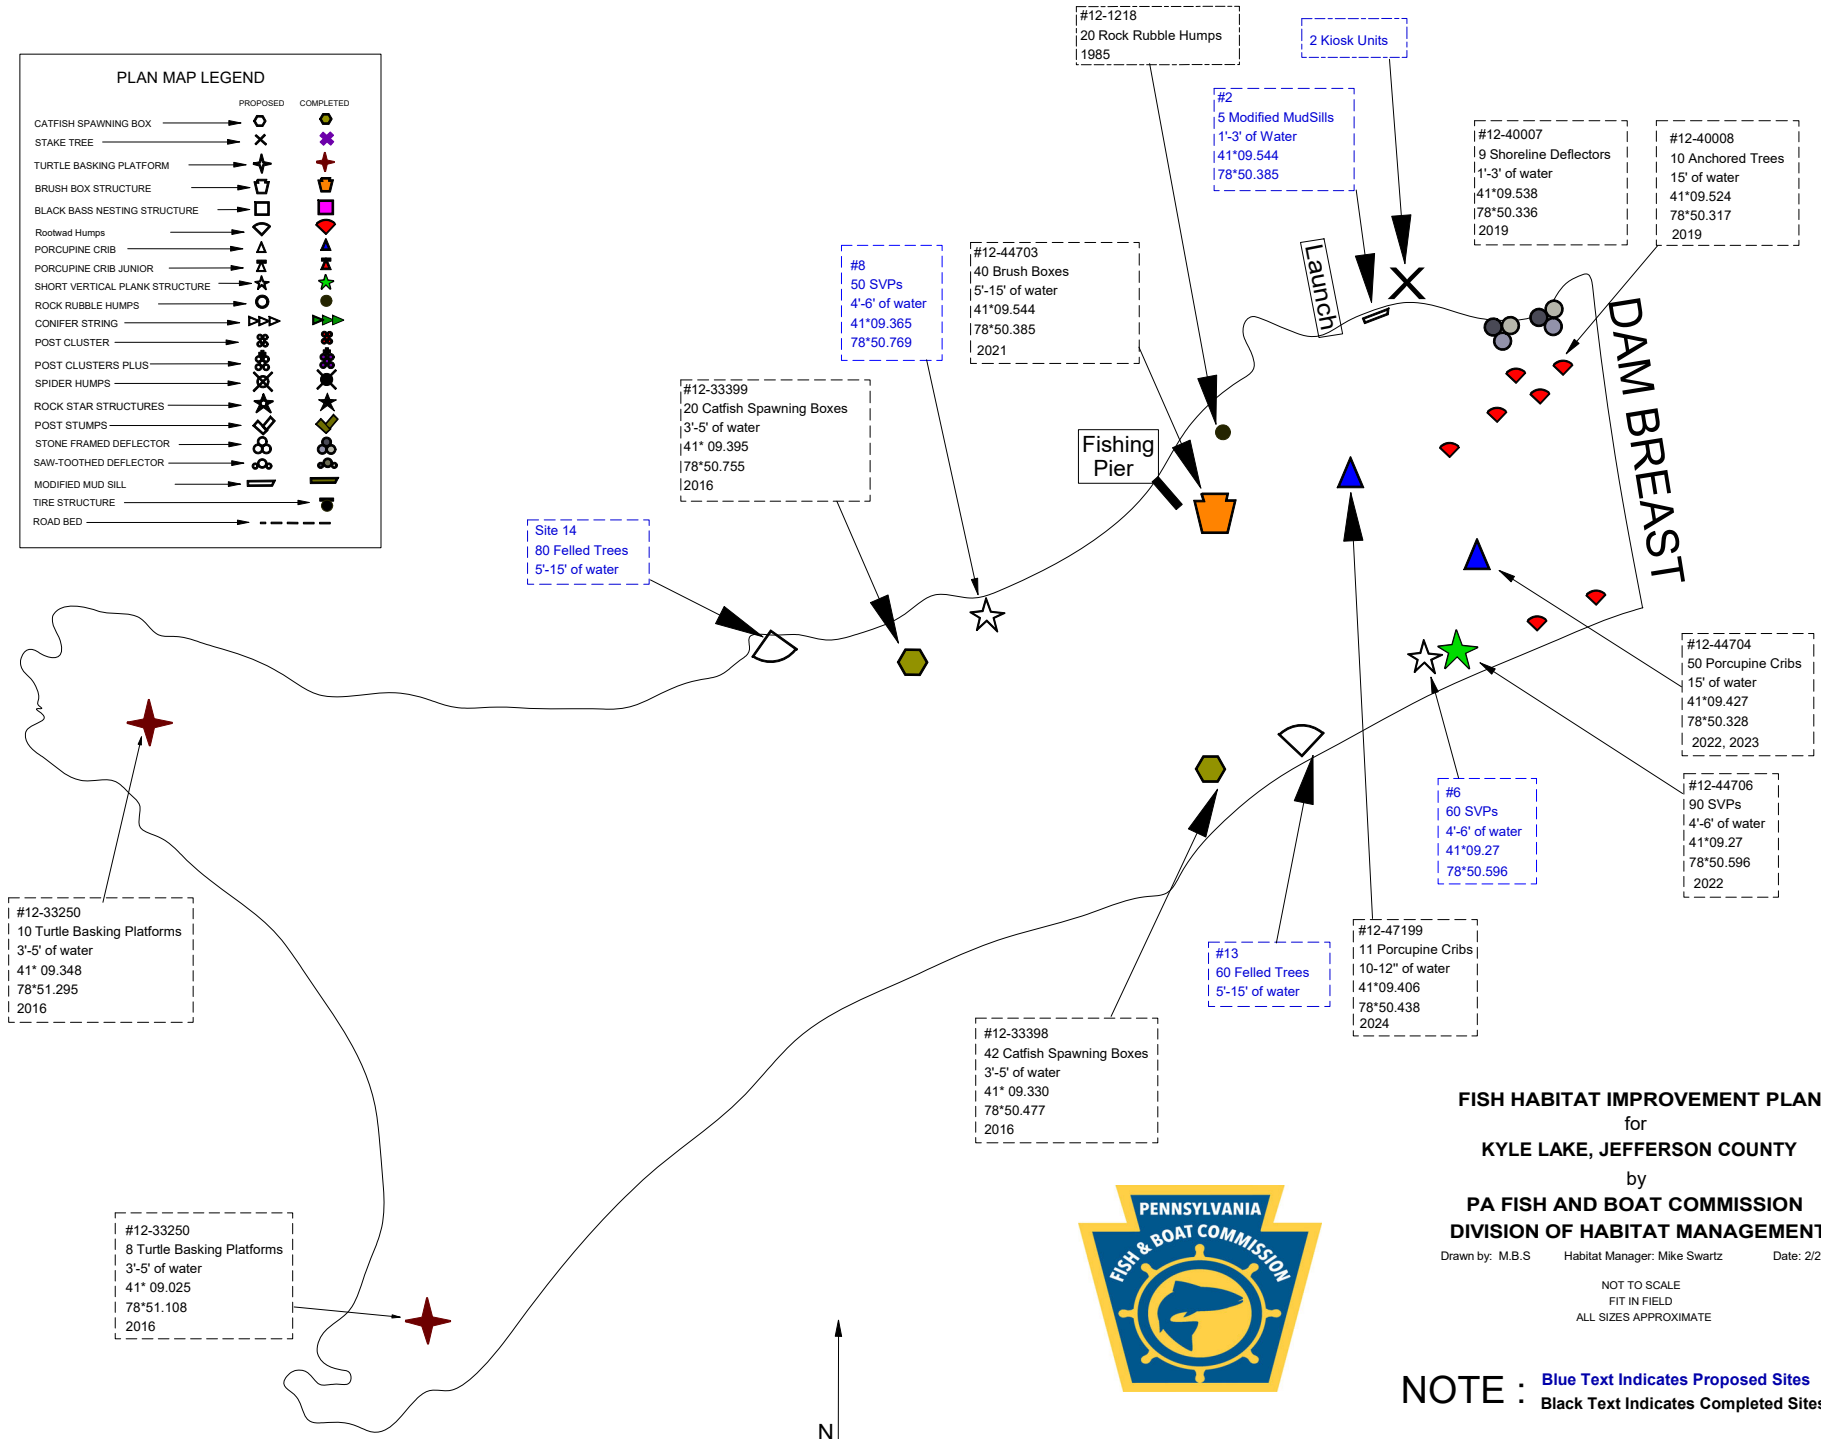 PLAN MAP LEGEND
PROPOSED COMPLETED
CATFISH SPAWNING BOX
STAKE TREE
TURTLE BASKING PLATFORM
BRUSH BOX STRUCTURE
BLACK BASS NESTING STRUCTURE
Rootwad Humps
PORCUPINE CRIB
PORCUPINE CRIB JUNIOR
SHORT VERTICAL PLANK STRUCTURE
ROCK RUBBLE HUMPS
CONIFER STRING
POST CLUSTER
POST CLUSTERS PLUS
SPIDER HUMPS
ROCK STAR STRUCTURES
POST STUMPS
STONE FRAMED DEFLECTOR
SAW-TOOTHED DEFLECTOR
MODIFIED MUD SILL
TIRE STRUCTURE
ROAD BED
#12-1218
20 Rock Rubble Humps
1985
2 Kiosk Units
#2
5 Modified MudSills
1'-3' of Water
41*09.544
78*50.385
#12-40007
9 Shoreline Deflectors
1'-3' of water
41*09.538
78*50.336
2019
#12-40008
10 Anchored Trees
15' of water
41*09.524
78*50.317
2019
#8
50 SVPs
4'-6' of water
41*09.365
78*50.769
#12-44703
40 Brush Boxes
5'-15' of water
41*09.544
78*50.385
2021
Launch
DAM BREAST
#12-33399
20 Catfish Spawning Boxes
3'-5' of water
41* 09.395
78*50.755
2016
Fishing
Pier
Site 14
80 Felled Trees
5'-15' of water
#12-44704
50 Porcupine Cribs
15' of water
41*09.427
78*50.328
2022, 2023
#6
60 SVPs
4'-6' of water
41*09.27
78*50.596
#12-44706
90 SVPs
4'-6' of water
41*09.27
78*50.596
2022
#12-33250
10 Turtle Basking Platforms
3'-5' of water
41* 09.348
78*51.295
2016
#13
60 Felled Trees
5'-15' of water
#12-47199
11 Porcupine Cribs
10-12" of water
41*09.406
78*50.438
2024
#12-33398
42 Catfish Spawning Boxes
3'-5' of water
41* 09.330
78*50.477
2016
#12-33250
8 Turtle Basking Platforms
3'-5' of water
41* 09.025
78*51.108
2016
FISH HABITAT IMPROVEMENT PLAN
for
KYLE LAKE, JEFFERSON COUNTY
by
PA FISH AND BOAT COMMISSION
DIVISION OF HABITAT MANAGEMENT
Drawn by: M.B.S Habitat Manager: Mike Swartz Date: 2/2
NOT TO SCALE
FIT IN FIELD
ALL SIZES APPROXIMATE
PENNSYLVANIA
FISH & BOAT COMMISSION
N
NOTE : Blue Text Indicates Proposed Sites
Black Text Indicates Completed Sites